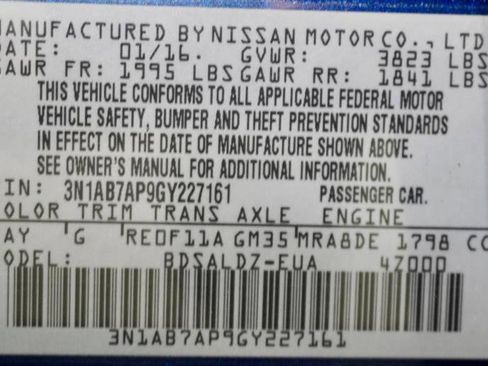 MANUFACTURED BY NISSAN MOTOR CO., LTD
DATE: 01/16. GVWR: 3823 LBS
GAWR FR: 1995 LBS GAWR RR: 1841 LBS
THIS VEHICLE CONFORMS TO ALL APPLICABLE FEDERAL MOTOR
VEHICLE SAFETY, BUMPER AND THEFT PREVENTION STANDARDS
IN EFFECT ON THE DATE OF MANUFACTURE SHOWN ABOVE.
SEE OWNER'S MANUAL FOR ADDITIONAL INFORMATION.
VIN: 3N1AB7AP9GY227161 PASSENGER CAR.
COLOR TRIM TRANS AXLE ENGINE
AY G RE0F11A GM35 MRA8DE 1798 CC
MODEL: BDSALDZ-EUA 4Z000
3N1AB7AP9GY227161